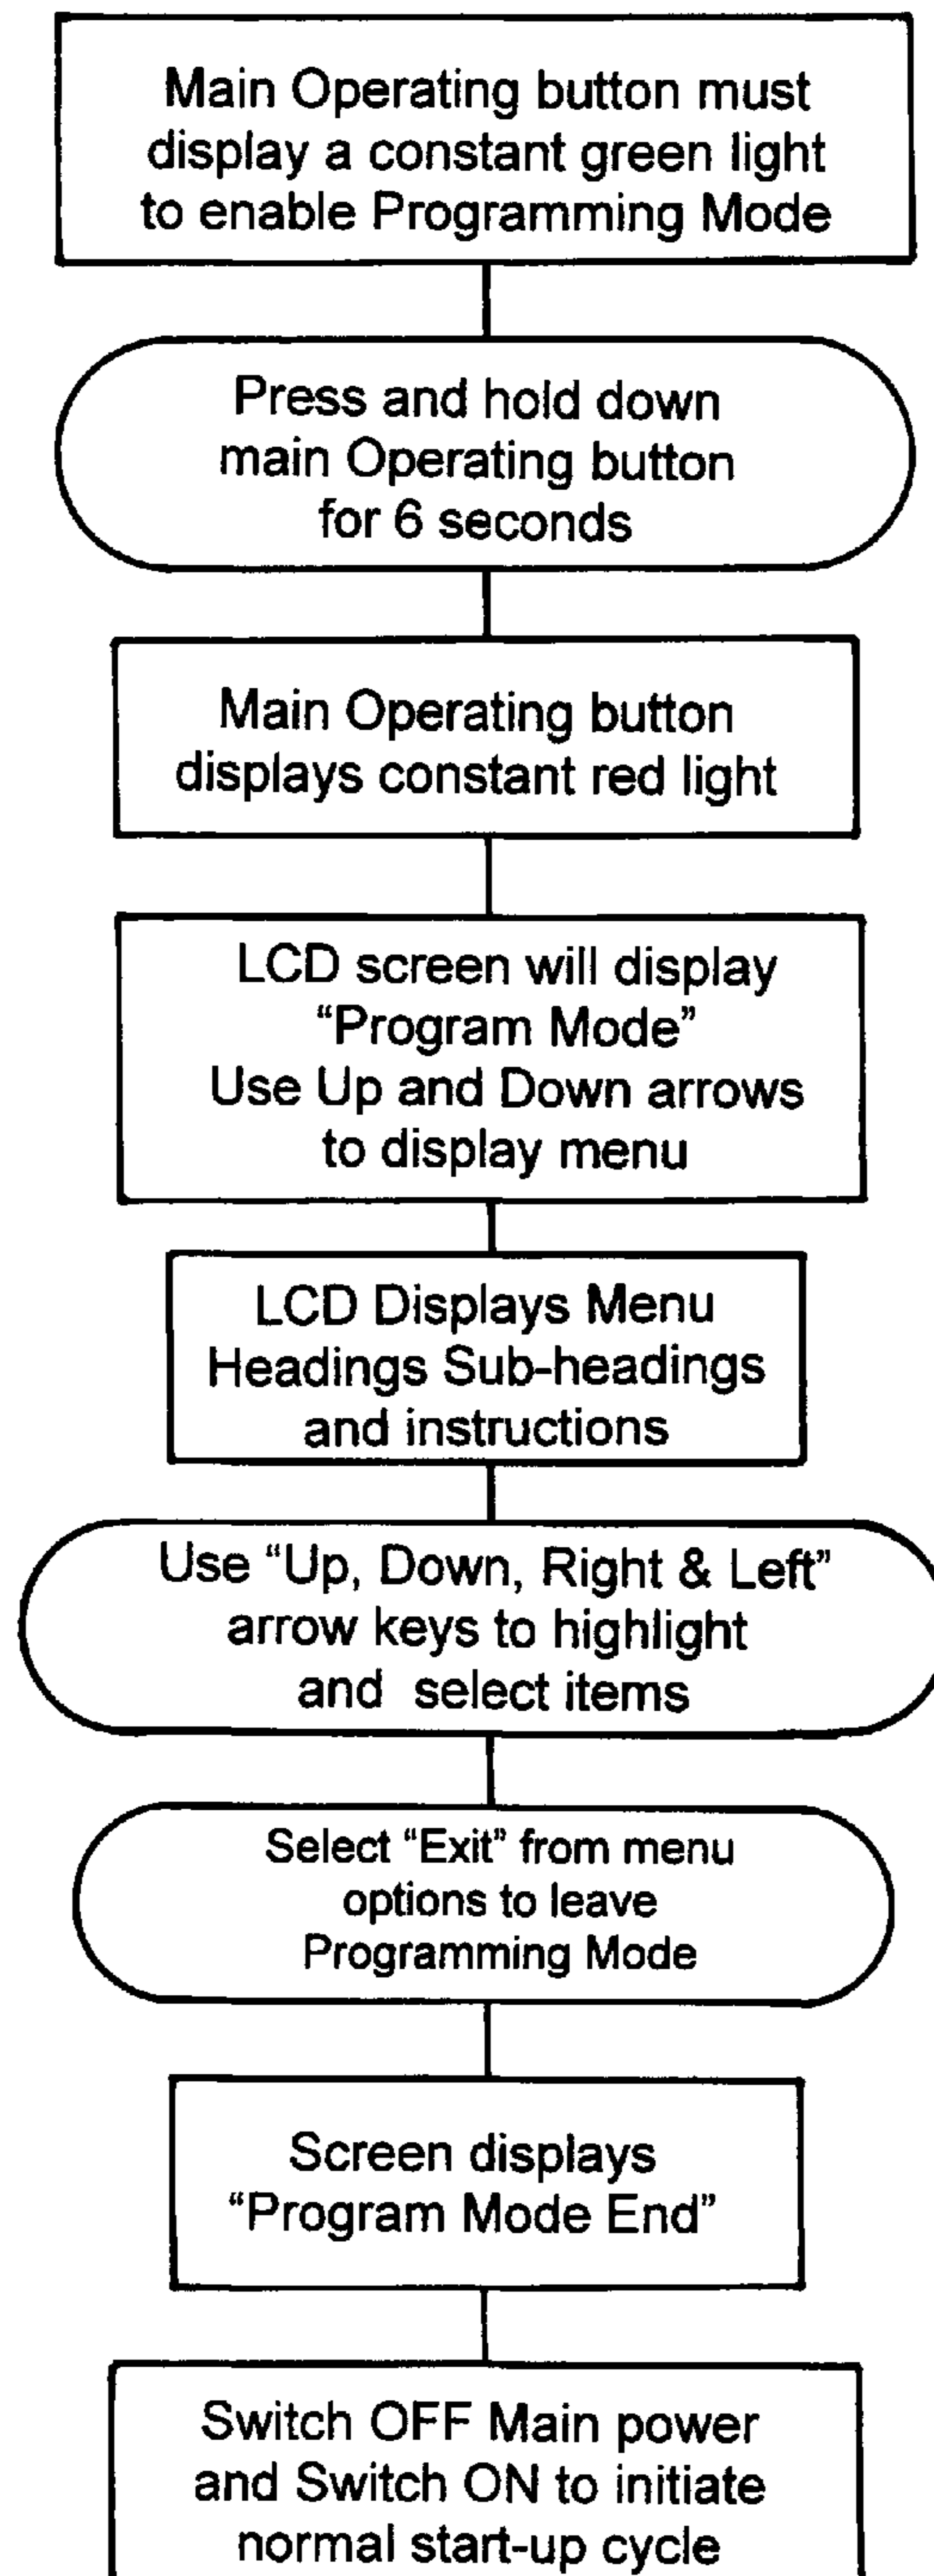 Main Operating button must
display a constant green light
to enable Programming Mode
Press and hold down
main Operating button
for 6 seconds
Main Operating button
displays constant red light
LCD screen will display
“Program Mode”
Use Up and Down arrows
to display menu
LCD Displays Menu
Headings Sub-headings
and instructions
Use “Up, Down, Right & Left”
arrow keys to highlight
and select items
Select “Exit” from menu
options to leave
Programming Mode
Screen displays
“Program Mode End”
Switch OFF Main power
and Switch ON to initiate
normal start-up cycle